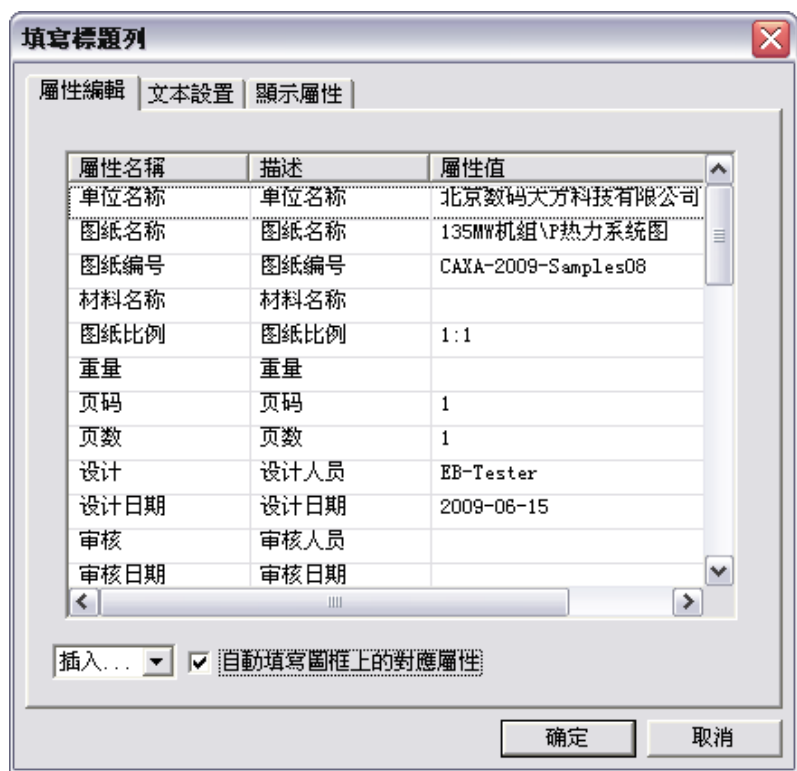 填寫標題列
屬性編輯 文本設置 顯示屬性
屬性名稱 描述 屬性值
单位名称 单位名称 北京数码大方科技有限公司
图纸名称 图纸名称 135MW机组\P热力系统图
图纸编号 图纸编号 CAXA-2009-Samples08
材料名称 材料名称
图纸比例 图纸比例 1:1
重量 重量
页码 页码 1
页数 页数 1
设计 设计人员 EB-Tester
设计日期 设计日期 2009-06-15
审核 审核人员
审核日期 审核日期
插入... 自動填寫圖框上的對應屬性
确定 取消